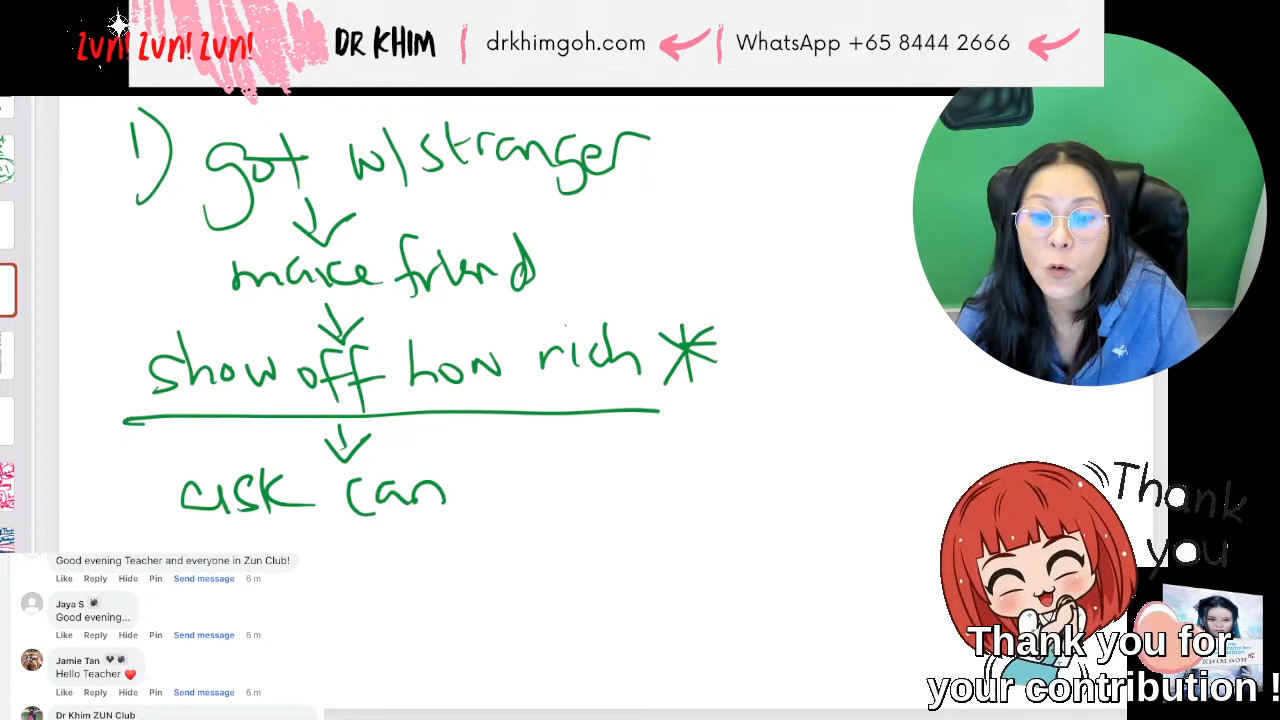 zun! zun! zun! DR KHIM drkhimgoh.com WhatsApp +65 8444 2666
1) got w/ stranger
make friend
show off how rich *
ask can
Good evening Teacher and everyone in Zun Club!
Like Reply Hide Pin Send message 6 m
Jaya S
Good evening...
Like Reply Hide Pin Send message 6 m
Jamie Tan
Hello Teacher
Like Reply Hide Pin Send message 6 m
Dr Khim ZUN Club
Thank you
Thank you for
your contribution !